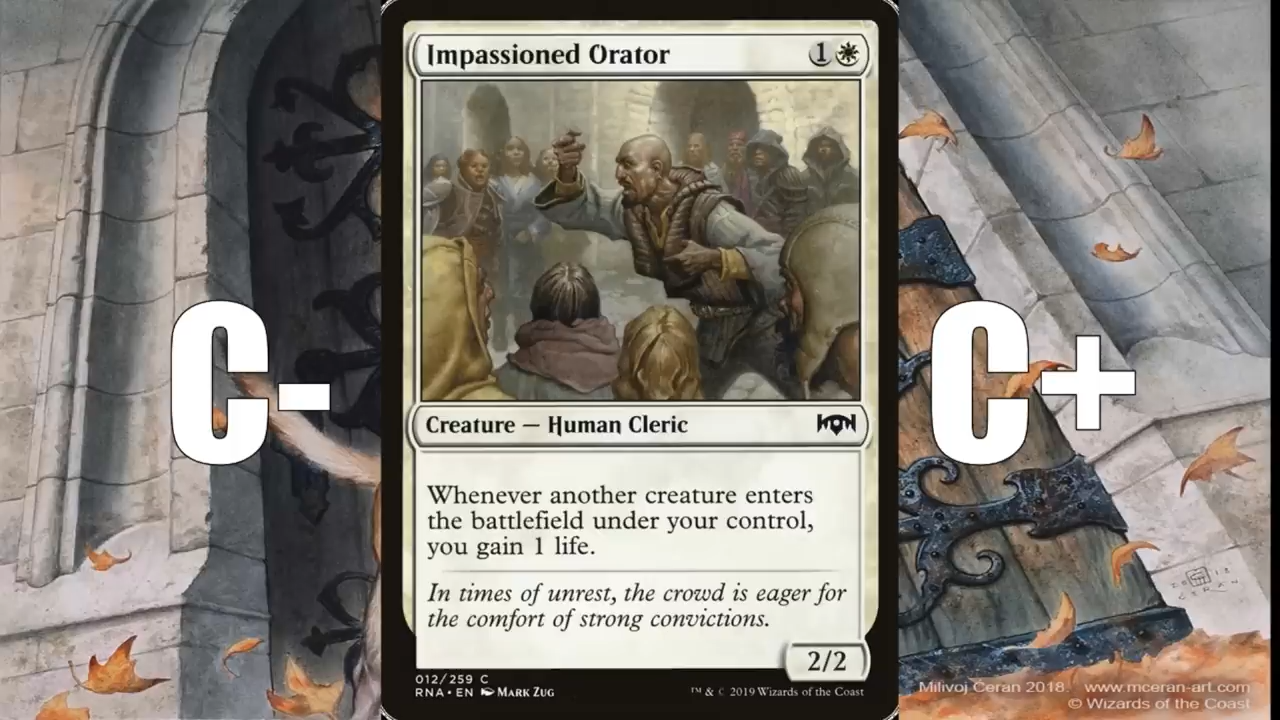 Impassioned Orator
1
C-
C+
Creature — Human Cleric
Whenever another creature enters
the battlefield under your control,
you gain 1 life.
In times of unrest, the crowd is eager for
the comfort of strong convictions.
2/2
012/259 C
RNA • EN Mark Zug
™ & © 2019 Wizards of the Coast
Milivoj Ceran 2018. www.mceran-art.com
© Wizards of the Coast